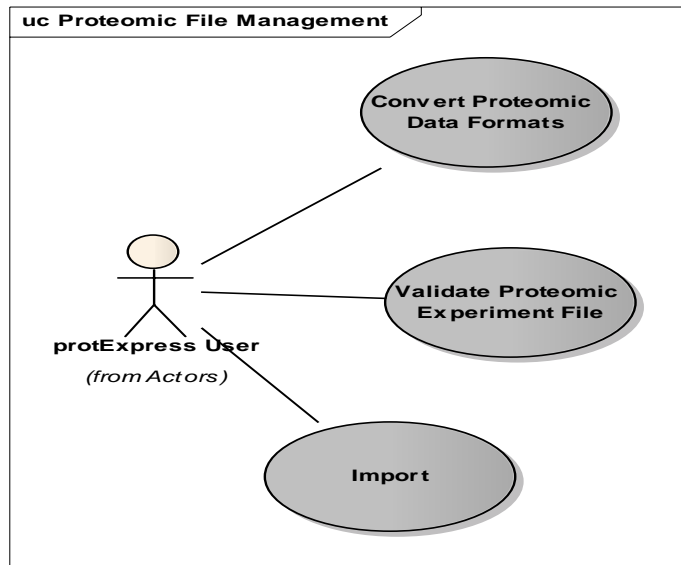 uc Proteomic File Management
Convert Proteomic
Data Formats
Validate Proteomic
Experiment File
protExpress User
(from Actors)
Import